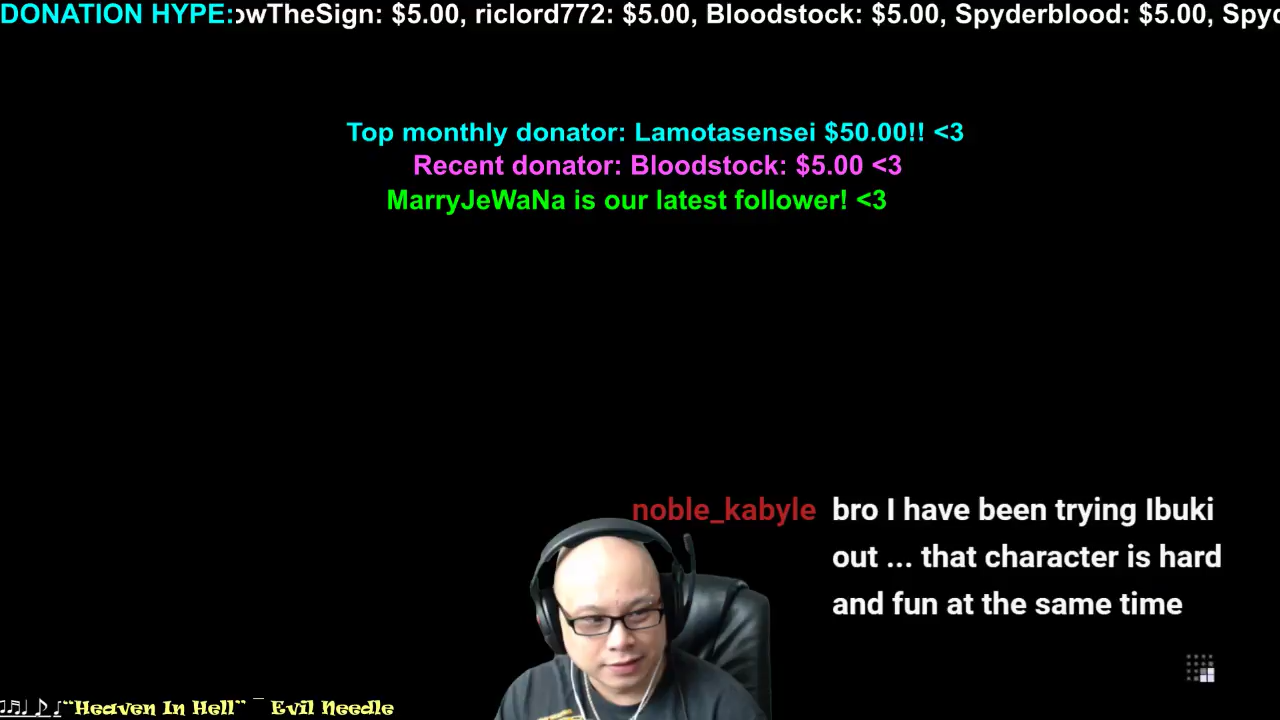 DONATION HYPE: owTheSign: $5.00, riclord772: $5.00, Bloodstock: $5.00, Spyderblood: $5.00, Spyd
Top monthly donator: Lamotasensei $50.00!! <3
Recent donator: Bloodstock: $5.00 <3
MarryJeWaNa is our latest follower! <3
noble_kabyle bro I have been trying Ibuki
out ... that character is hard
and fun at the same time
"Heaven In Hell" ~ Evil Needle